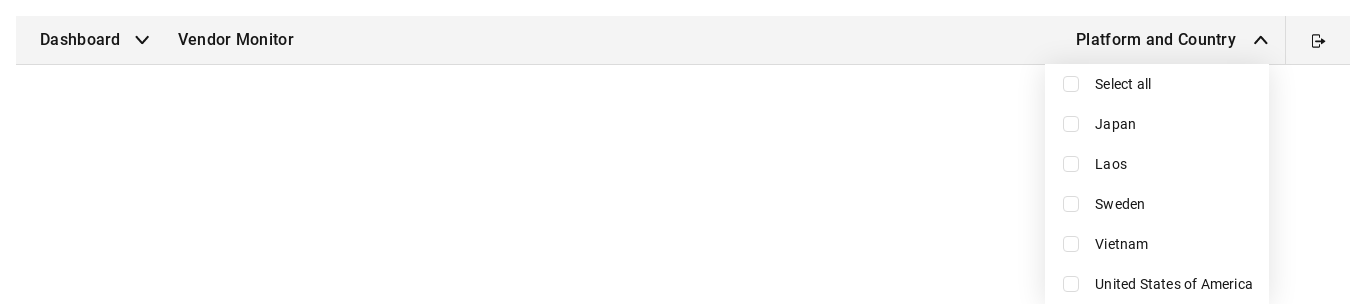 Dashboard Vendor Monitor Platform and Country
Select all
Japan
Laos
Sweden
Vietnam
United States of America